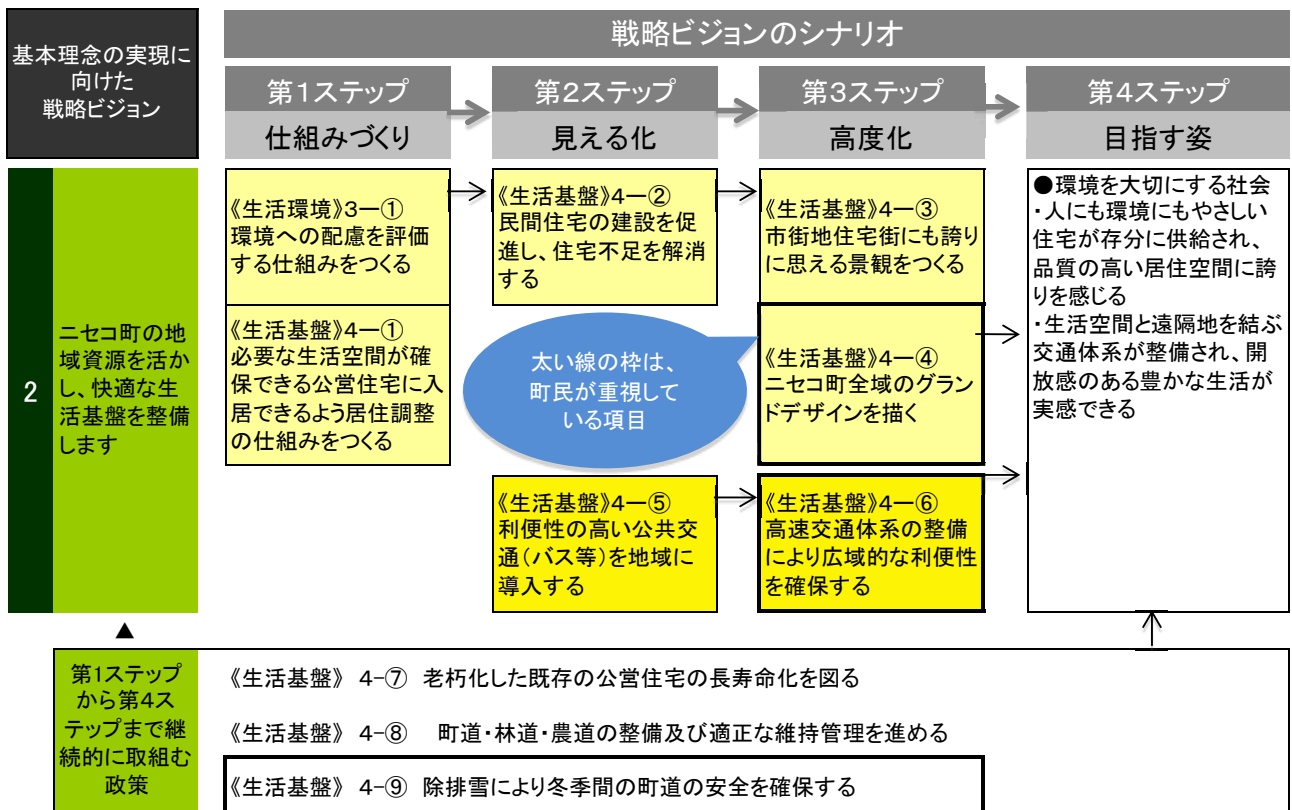 基本理念の実現に
向けた
戦略ビジョン
戦略ビジョンのシナリオ
第1ステップ
仕組みづくり
第2ステップ
見える化
第3ステップ
高度化
第4ステップ
目指す姿
2
ニセコ町の地
域資源を活か
し、快適な生
活基盤を整備
します
《生活環境》3―①
環境への配慮を評価
する仕組みをつくる
《生活基盤》4―①
必要な生活空間が確
保できる公営住宅に入
居できるよう居住調整
の仕組みをつくる
《生活基盤》4―②
民間住宅の建設を促
進し、住宅不足を解消
する
太い線の枠は、
町民が重視して
いる項目
《生活基盤》4―⑤
利便性の高い公共交
通(バス等)を地域に
導入する
《生活基盤》4―③
市街地住宅街にも誇り
に思える景観をつくる
《生活基盤》4―④
ニセコ町全域のグラン
ドデザインを描く
《生活基盤》4―⑥
高速交通体系の整備
により広域的な利便性
を確保する
●環境を大切にする社会
・人にも環境にもやさしい
住宅が存分に供給され、
品質の高い居住空間に誇
りを感じる
・生活空間と遠隔地を結ぶ
交通体系が整備され、開
放感のある豊かな生活が
実感できる
▲
第1ステップ
から第4ス
テップまで継
続的に取組む
政策
《生活基盤》 4-⑦ 老朽化した既存の公営住宅の長寿命化を図る
《生活基盤》 4-⑧ 町道・林道・農道の整備及び適正な維持管理を進める
《生活基盤》 4-⑨ 除排雪により冬季間の町道の安全を確保する